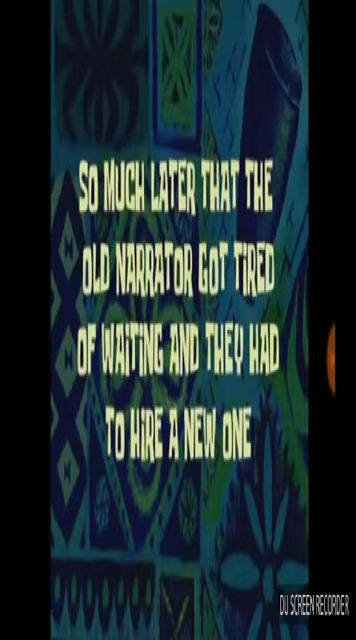 SO MUCH LATER THAT THE
OLD NARRATOR GOT TIRED
OF WAITING AND THEY HAD
TO HIRE A NEW ONE
DU SCREEN RECORDER